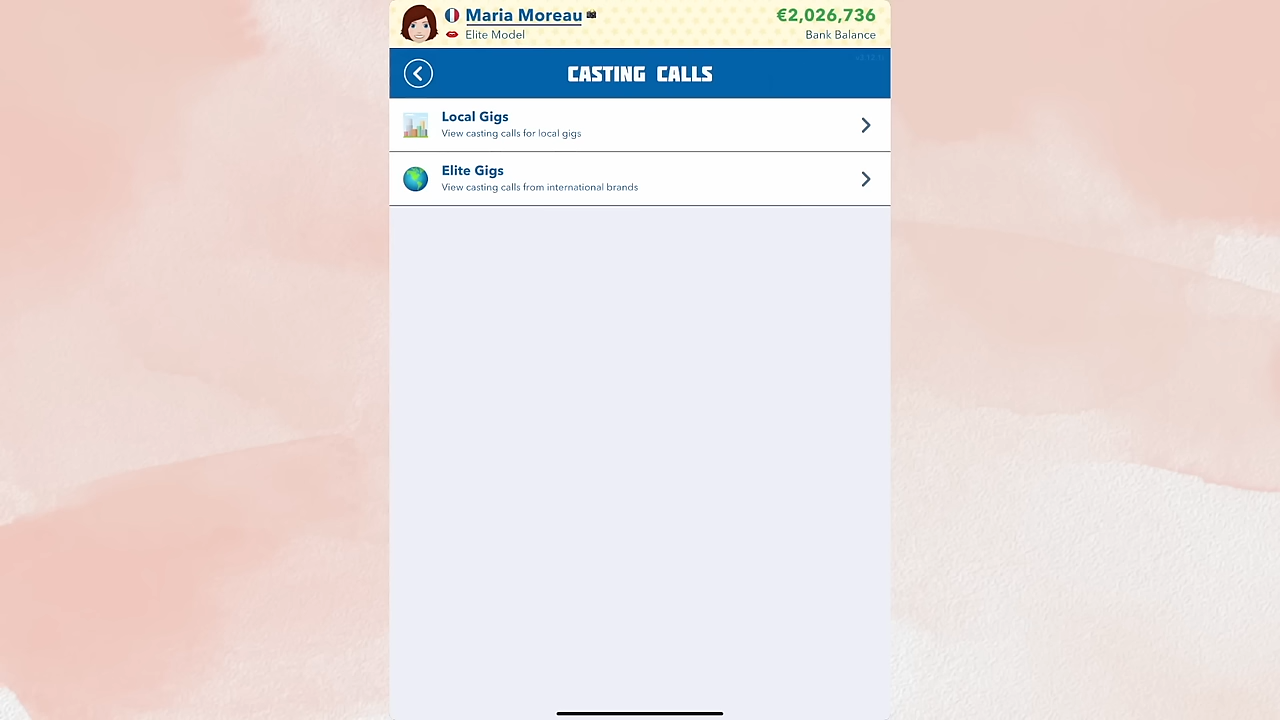 Maria Moreau
€2,026,736
Elite Model
Bank Balance
CASTING CALLS
Local Gigs
View casting calls for local gigs
Elite Gigs
View casting calls from international brands